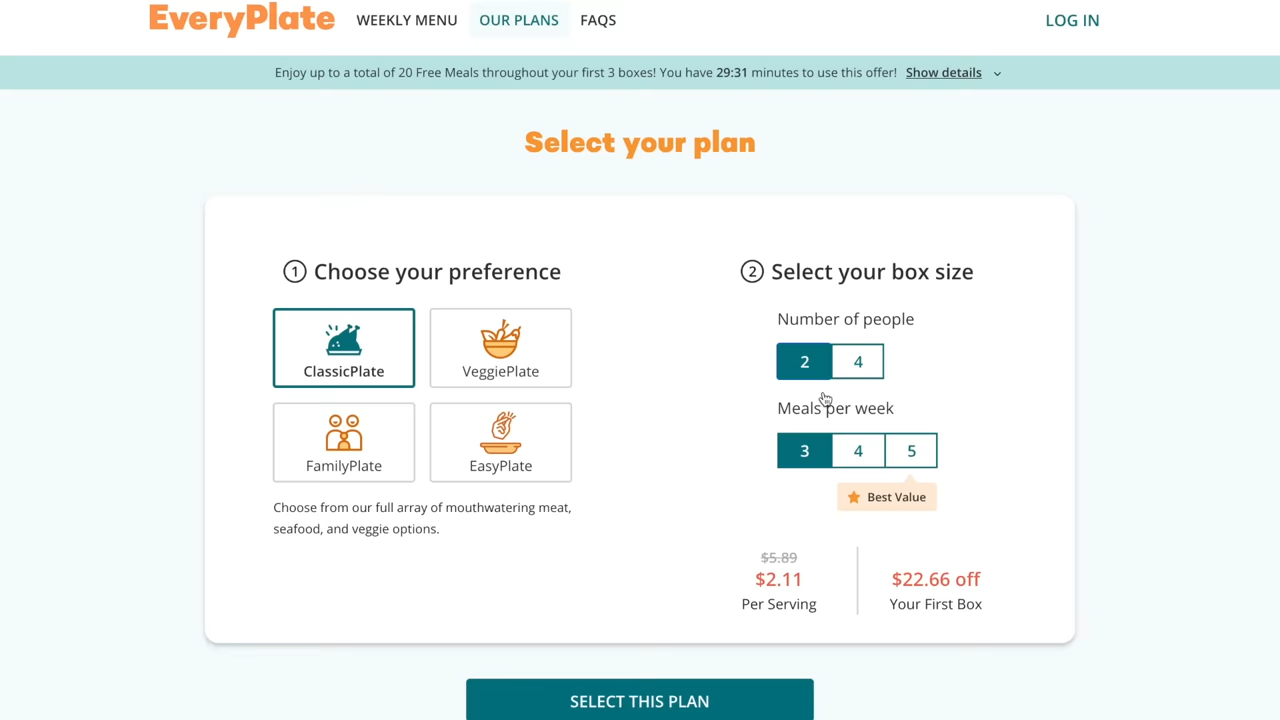 EveryPlate
WEEKLY MENU
OUR PLANS
FAQS
LOG IN
Enjoy up to a total of 20 Free Meals throughout your first 3 boxes! You have 29:31 minutes to use this offer! Show details
Select your plan
1 Choose your preference
ClassicPlate
VeggiePlate
FamilyPlate
EasyPlate
Choose from our full array of mouthwatering meat,
seafood, and veggie options.
2 Select your box size
Number of people
2 4
Meals per week
3 4 5
Best Value
$5.89
$2.11
Per Serving
$22.66 off
Your First Box
SELECT THIS PLAN